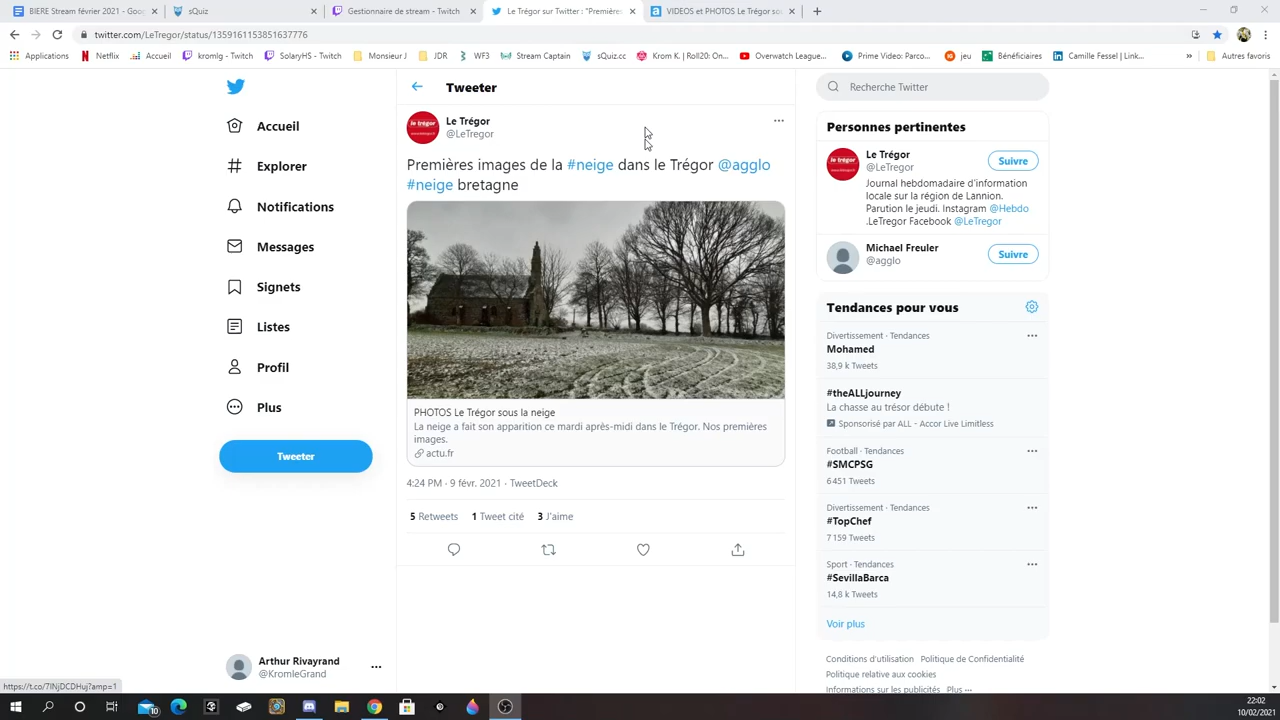 BIERE Stream février 2021 - Goog
sQuiz
Gestionnaire de stream - Twitch
Le Trégor sur Twitter : "Première
VIDEOS et PHOTOS Le Trégor so
twitter.com/LeTregor/status/1359161153851637776
Applications
Netflix
Accueil
kromlg - Twitch
SolaryHS - Twitch
Monsieur J
JDR
WF3
Stream Captain
sQuiz.cc
Krom K. | Roll20: On...
Overwatch League...
Prime Video: Parco...
jeu
Bénéficiaires
Camille Fessel | Link...
»
Autres favoris
Accueil
Explorer
Notifications
Messages
Signets
Listes
Profil
Plus
Tweeter
Arthur Rivayrand
@KromleGrand
Tweeter
Le Trégor
@LeTregor
Premières images de la #neige dans le Trégor @agglo
#neige bretagne
PHOTOS Le Trégor sous la neige
La neige a fait son apparition ce mardi après-midi dans le Trégor. Nos premières
images.
actu.fr
4:24 PM · 9 févr. 2021 · TweetDeck
5 Retweets 1 Tweet cité 3 J'aime
Recherche Twitter
Personnes pertinentes
Le Trégor
@LeTregor
Suivre
Journal hebdomadaire d'information
locale sur la région de Lannion.
Parution le jeudi. Instagram @Hebdo
.LeTregor Facebook @LeTregor
Michael Freuler
@agglo
Suivre
Tendances pour vous
Divertissement · Tendances
Mohamed
38,9 k Tweets
#theALLjourney
La chasse au trésor débute !
Sponsorisé par ALL - Accor Live Limitless
Football · Tendances
#SMCPSG
6 451 Tweets
Divertissement · Tendances
#TopChef
7 159 Tweets
Sport · Tendances
#SevillaBarca
14,8 k Tweets
Voir plus
Conditions d'utilisation Politique de Confidentialité
Politique relative aux cookies
Informations sur les publicités Plus ···
https://t.co/7lNjDCDHuj?amp=1
22:02
10/02/2021